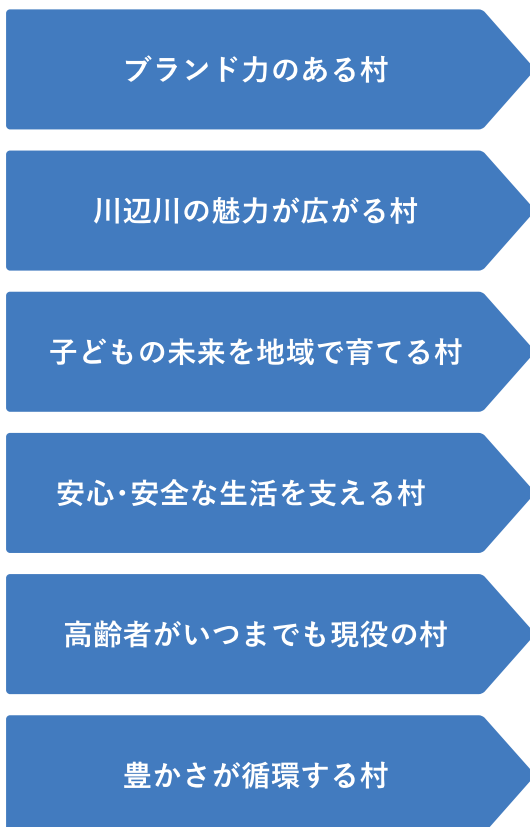 ブランド力のある村
川辺川の魅力が広がる村
子どもの未来を地域で育てる村
安心・安全な生活を支える村
高齢者がいつまでも現役の村
豊かさが循環する村